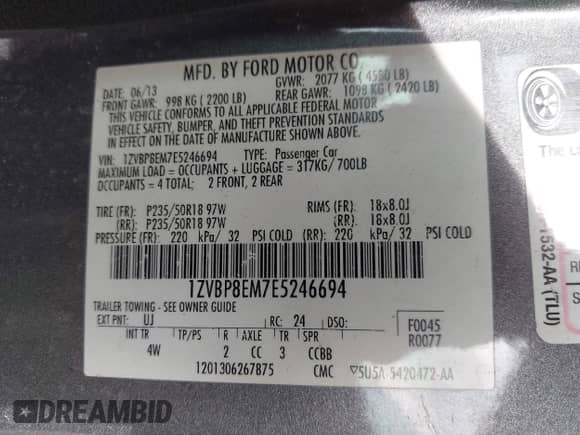 MFD. BY FORD MOTOR CO.
DATE: 06/13 GVWR: 2077 KG ( 4580 LB)
FRONT GAWR: 998 KG ( 2200 LB) REAR GAWR: 1098 KG ( 2420 LB)
THIS VEHICLE CONFORMS TO ALL APPLICABLE FEDERAL MOTOR
VEHICLE SAFETY, BUMPER, AND THEFT PREVENTION STANDARDS
IN EFFECT ON THE DATE OF MANUFACTURE SHOWN ABOVE.
VIN: 1ZVBP8EM7E5246694 TYPE: Passenger Car
MAXIMUM LOAD = OCCUPANTS + LUGGAGE = 317KG/700LB
OCCUPANTS = 4 TOTAL; 2 FRONT, 2 REAR
TIRE (FR): P235/50R18 97W RIMS (FR): 18x8.0J
(RR): P235/50R18 97W (RR): 18x8.0J
PRESSURE (FR): 220 kPa/ 32 PSI COLD (RR): 220 kPa/ 32 PSI COLD
1ZVBP8EM7E5246694
TRAILER TOWING - SEE OWNER GUIDE
EXT PNT: UJ RC: 24 DSO: F0045
INT TR TP/PS R AXLE TR SPR R0077
4W 2 CC 3 CCBB
1201306267875 CMC ▽5U5A 5420472-AA
The
1532-AA (TLU)
DREAMBID